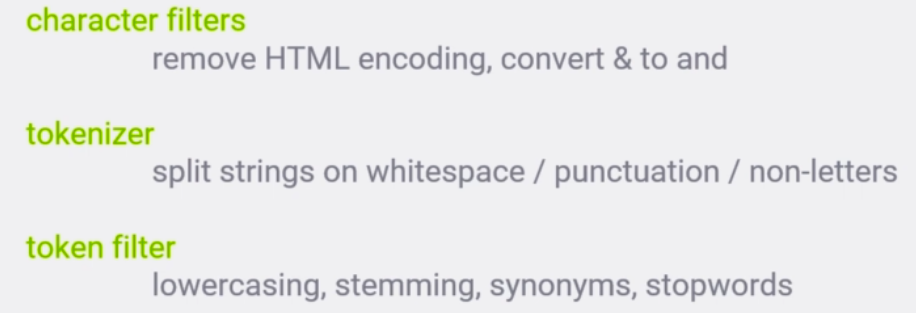 character filters
remove HTML encoding, convert & to and
tokenizer
split strings on whitespace / punctuation / non-letters
token filter
lowercasing, stemming, synonyms, stopwords